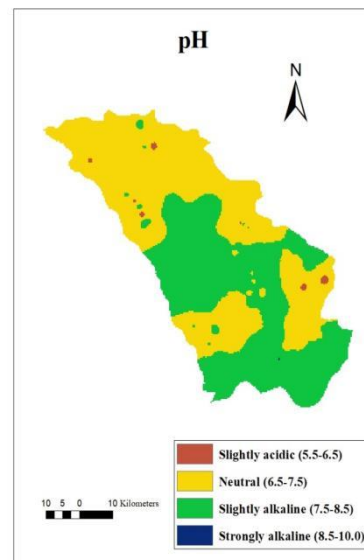 pH
N
Slightly acidic (5.5-6.5)
Neutral (6.5-7.5)
Slightly alkaline (7.5-8.5)
Strongly alkaline (8.5-10.0)
10 5 0 10 Kilometers